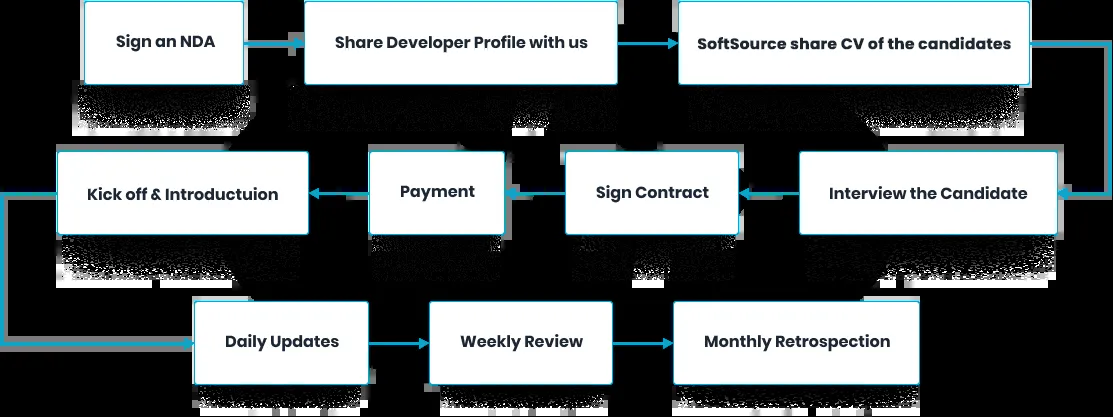 Sign an NDA
Share Developer Profile with us
SoftSource share CV of the candidates
Interview the Candidate
Sign Contract
Payment
Kick off & Introductuion
Daily Updates
Weekly Review
Monthly Retrospection